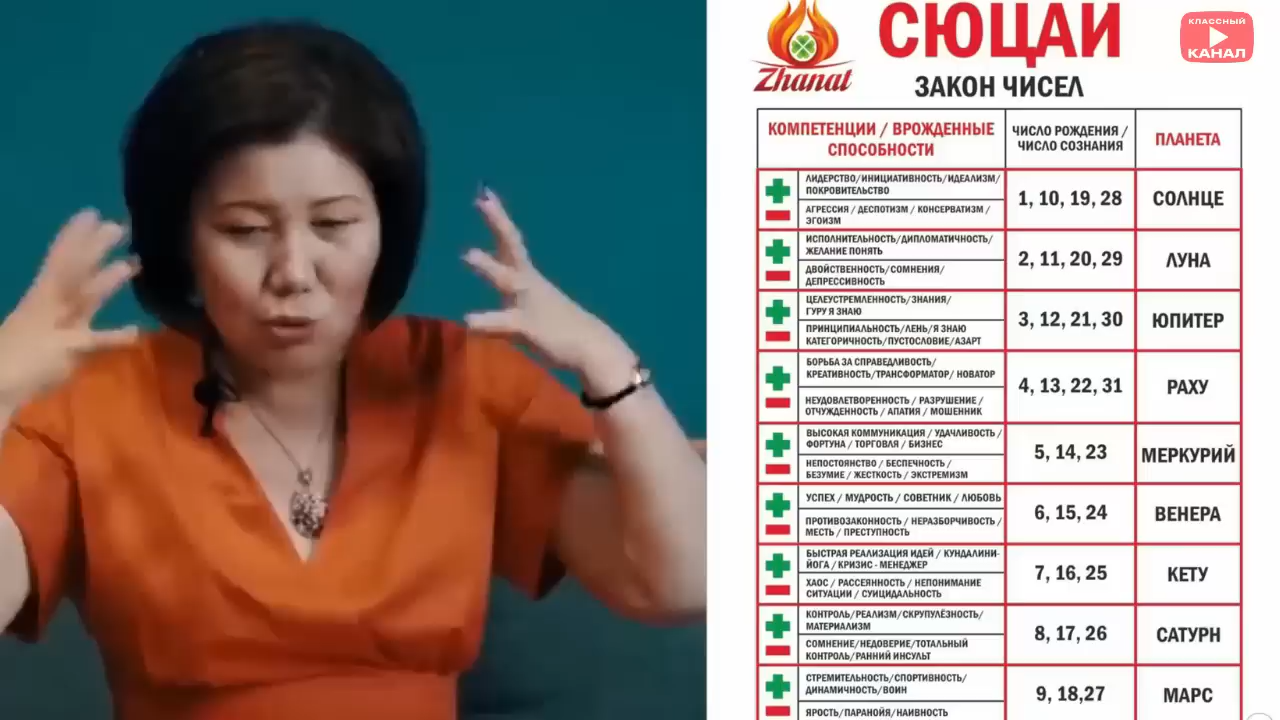 СЮЦАЙ
КЛАССНЫЙ
КАНАЛ
Zhanat
ЗАКОН ЧИСЕЛ
КОМПЕТЕНЦИИ / ВРОЖДЕННЫЕ
СПОСОБНОСТИ
ЧИСЛО РОЖДЕНИЯ /
ЧИСЛО СОЗНАНИЯ
ПЛАНЕТА
ЛИДЕРСТВО/ИНИЦИАТИВНОСТЬ/ИДЕАЛИЗМ/
ПОКРОВИТЕЛЬСТВО
АГРЕССИЯ / ДЕСПОТИЗМ / КОНСЕРВАТИЗМ /
ЭГОИЗМ
1, 10, 19, 28
СОЛНЦЕ
ИСПОЛНИТЕЛЬНОСТЬ/ДИПЛОМАТИЧНОСТЬ/
ЖЕЛАНИЕ ПОНЯТЬ
ДВОЙСТВЕННОСТЬ/СОМНЕНИЯ/
ДЕПРЕССИВНОСТЬ
2, 11, 20, 29
ЛУНА
ЦЕЛЕУСТРЕМЛЕННОСТЬ/ЗНАНИЯ/
ГУРУ Я ЗНАЮ
ПРИНЦИПИАЛЬНОСТЬ/ЛЕНЬ/Я ЗНАЮ
КАТЕГОРИЧНОСТЬ/ПУСТОСЛОВИЕ/АЗАРТ
3, 12, 21, 30
ЮПИТЕР
БОРЬБА ЗА СПРАВЕДЛИВОСТЬ/
КРЕАТИВНОСТЬ/ТРАНСФОРМАТОР/ НОВАТОР
НЕУДОВЛЕТВОРЕННОСТЬ / РАЗРУШЕНИЕ /
ОТЧУЖДЕННОСТЬ / АПАТИЯ / МОШЕННИК
4, 13, 22, 31
РАХУ
ВЫСОКАЯ КОММУНИКАЦИЯ / УДАЧЛИВОСТЬ /
ФОРТУНА / ТОРГОВЛЯ / БИЗНЕС
НЕПОСТОЯНСТВО / БЕСПЕЧНОСТЬ /
БЕЗУМИЕ / ЖЕСТКОСТЬ / ЭКСТРЕМИЗМ
5, 14, 23
МЕРКУРИЙ
УСПЕХ / МУДРОСТЬ / СОВЕТНИК / ЛЮБОВЬ
ПРОТИВОЗАКОННОСТЬ / НЕРАЗБОРЧИВОСТЬ /
МЕСТЬ / ПРЕСТУПНОСТЬ
6, 15, 24
ВЕНЕРА
БЫСТРАЯ РЕАЛИЗАЦИЯ ИДЕЙ / КУНДАЛИНИ-
ЙОГА / КРИЗИС - МЕНЕДЖЕР
ХАОС / РАССЕЯННОСТЬ / НЕПОНИМАНИЕ
СИТУАЦИИ / СУИЦИДАЛЬНОСТЬ
7, 16, 25
КЕТУ
КОНТРОЛЬ/РЕАЛИЗМ/СКРУПУЛЁЗНОСТЬ/
МАТЕРИАЛИЗМ
СОМНЕНИЕ/НЕДОВЕРИЕ/ТОТАЛЬНЫЙ
КОНТРОЛЬ/РАННИЙ ИНСУЛЬТ
8, 17, 26
САТУРН
СТРЕМИТЕЛЬНОСТЬ/СПОРТИВНОСТЬ/
ДИНАМИЧНОСТЬ/ВОИН
ЯРОСТЬ/ПАРАНОЙЯ/НАИВНОСТЬ
9, 18,27
МАРС